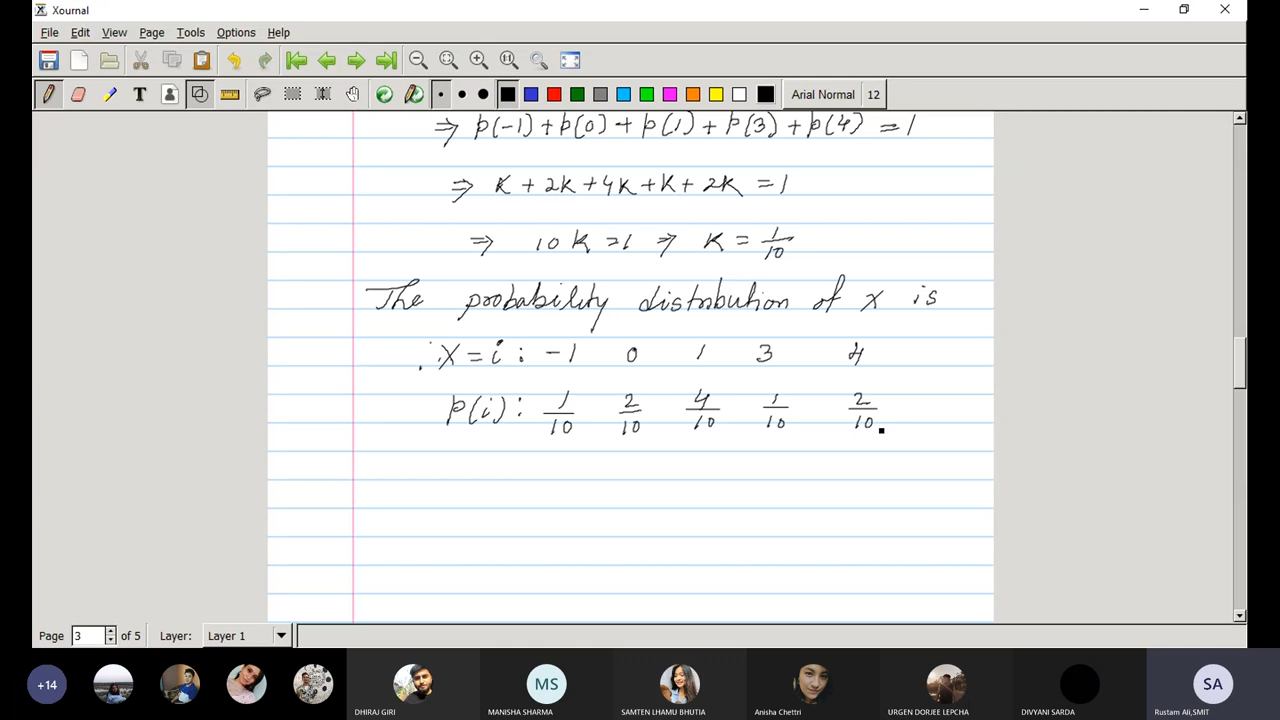 Xournal
File Edit View Page Tools Options Help
Arial Normal 12
⇒ p(-1) + p(0) + p(1) + p(3) + p(4) = 1
⇒ K + 2K + 4K + K + 2K = 1
⇒ 10 K = 1 ⇒ K = 1/10
The probability distribution of X is
∴ X = i : -1 0 1 3 4
p(i) : 1/10 2/10 4/10 1/10 2/10
Page 3 of 5 Layer: Layer 1
+14 MS SA
DHIRAJ GIRI MANISHA SHARMA SAMTEN LHAMU BHUTIA Anisha Chettri URGEN DORJEE LEPCHA DIVYANI SARDA Rustam Ali,SMIT